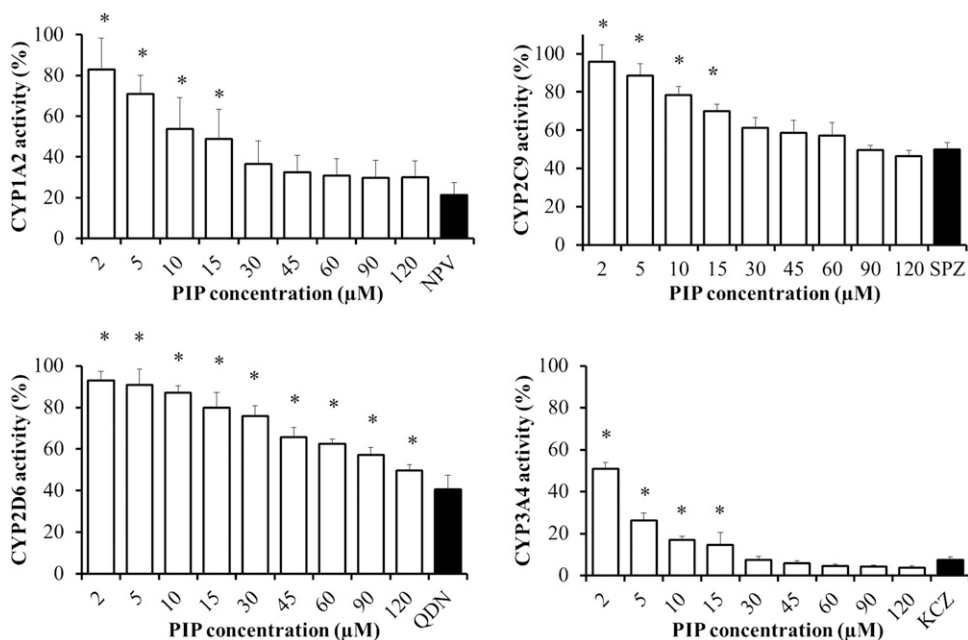 CYP1A2 activity (%)
100
80
60
40
20
0
* * * *
2 5 10 15 30 45 60 90 120 NPV
PIP concentration (µM)
CYP2C9 activity (%)
100
80
60
40
20
0
* * * *
2 5 10 15 30 45 60 90 120 SPZ
PIP concentration (µM)
CYP2D6 activity (%)
100
80
60
40
20
0
* * * * * * * * *
2 5 10 15 30 45 60 90 120 QDN
PIP concentration (µM)
CYP3A4 activity (%)
100
80
60
40
20
0
* * * *
2 5 10 15 30 45 60 90 120 KCZ
PIP concentration (µM)